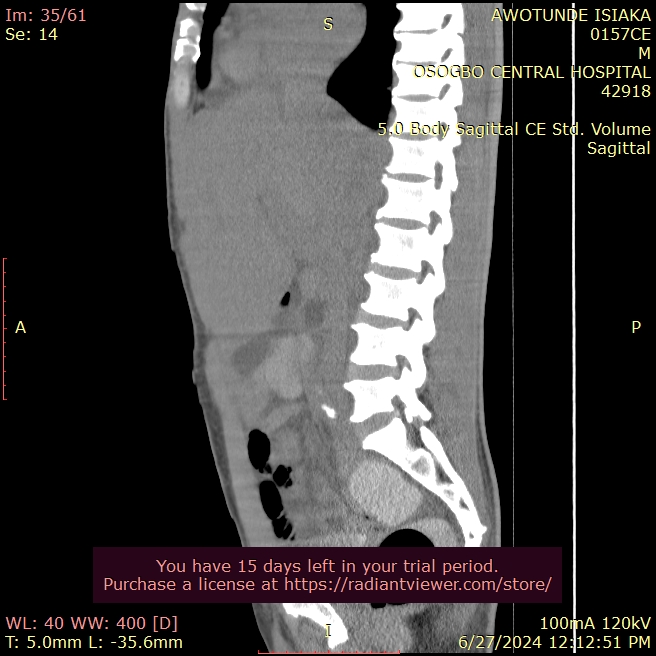 Im: 35/61
Se: 14
S
AWOTUNDE ISIAKA
0157CE
M
OSOGBO CENTRAL HOSPITAL
42918
5.0 Body Sagittal CE Std. Volume
Sagittal
A
P
You have 15 days left in your trial period.
Purchase a license at https://radiantviewer.com/store/
WL: 40 WW: 400 [D]
T: 5.0mm L: -35.6mm
I
100mA 120kV
6/27/2024 12:12:51 PM